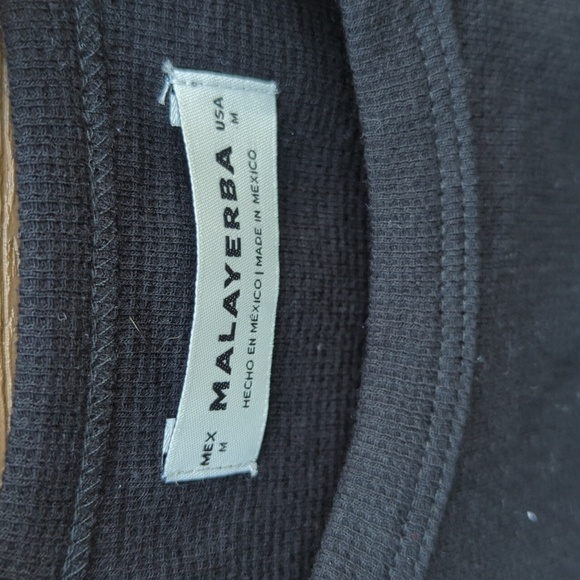 MEX MALAYERBA USA
M HECHO EN MÉXICO | MADE IN MEXICO M